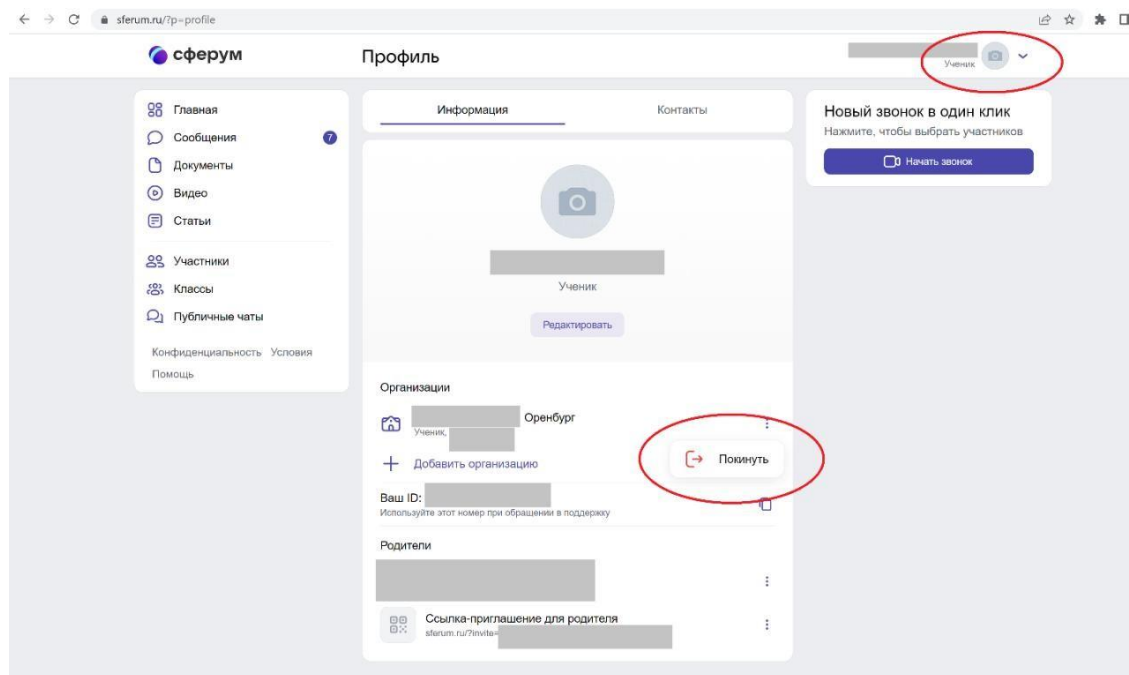 sferum.ru/?p=profile
сферум
Профиль
Ученик
Главная
Сообщения 7
Документы
Видео
Статьи
Участники
Классы
Публичные чаты
Конфиденциальность Условия
Помощь
Информация Контакты
Ученик
Редактировать
Организации
Оренбург
Ученик,
Добавить организацию
Покинуть
Ваш ID:
Используйте этот номер при обращении в поддержку
Родители
Ссылка-приглашение для родителя
sferum.ru/?invite=
Новый звонок в один клик
Нажмите, чтобы выбрать участников
Начать звонок